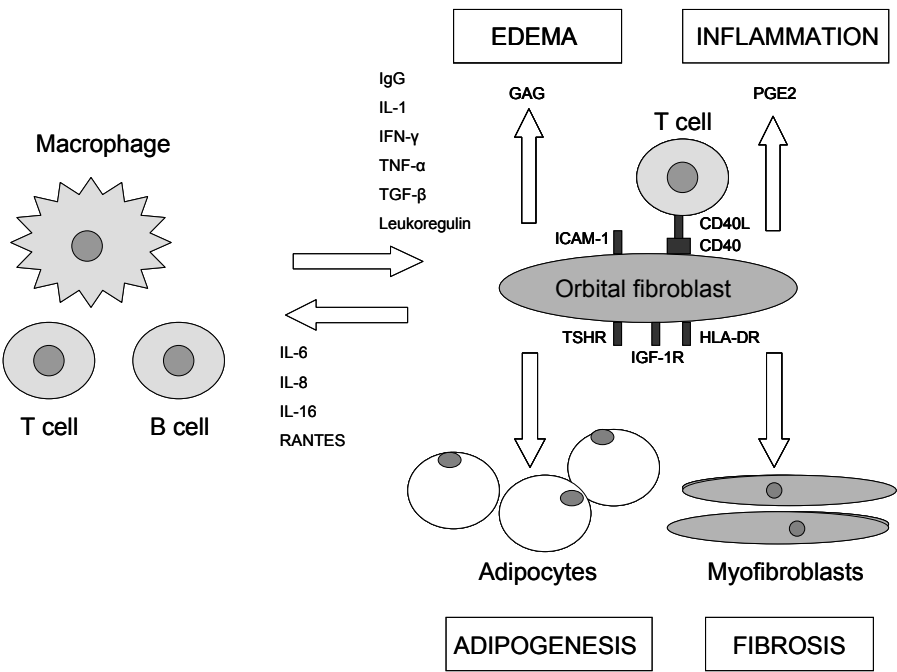 EDEMA
INFLAMMATION
IgG
IL-1
IFN-γ
TNF-α
TGF-β
Leukoregulin
GAG
PGE2
T cell
Macrophage
CD40L
CD40
ICAM-1
Orbital fibroblast
TSHR
IGF-1R
HLA-DR
IL-6
IL-8
IL-16
RANTES
T cell
B cell
Adipocytes
Myofibroblasts
ADIPOGENESIS
FIBROSIS